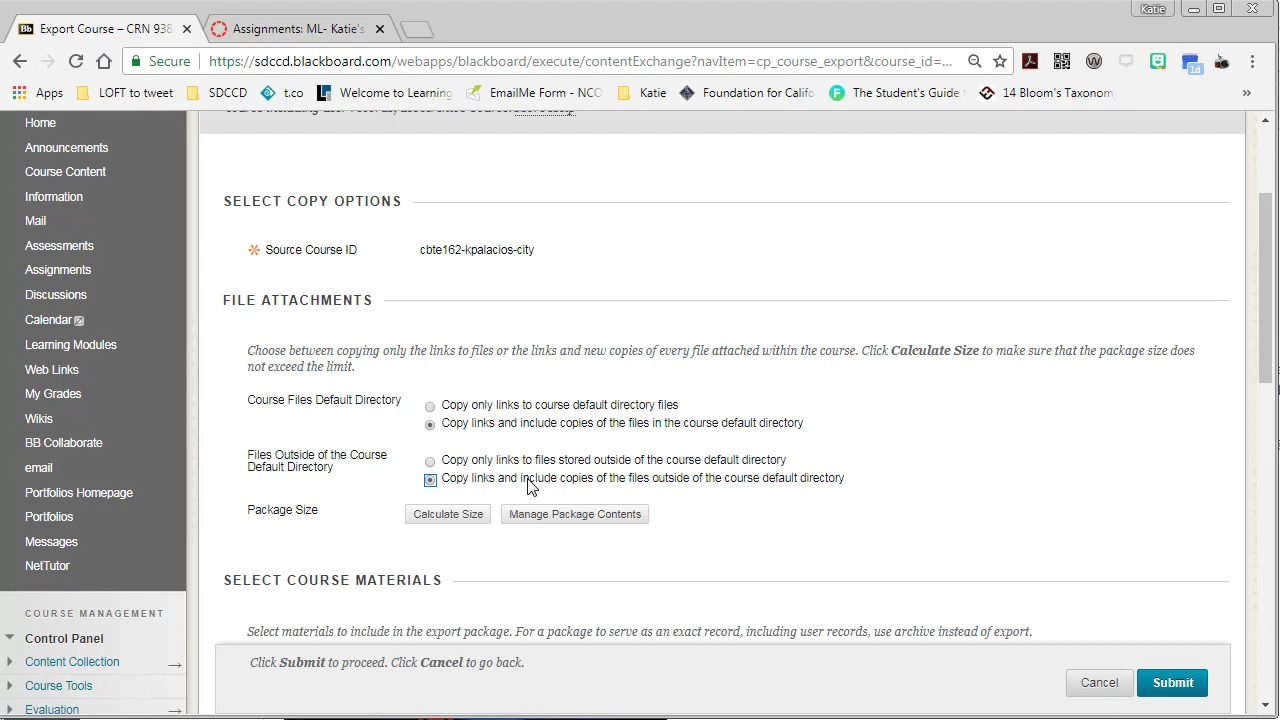 Katie
Export Course – CRN 938
Assignments: ML- Katie's
Secure
https://sdccd.blackboard.com/webapps/blackboard/execute/contentExchange?navItem=cp_course_export&course_id=...
1d
Apps
LOFT to tweet
SDCCD
t.co
Welcome to Learning
EmailMe Form - NCC
Katie
Foundation for Califo
The Student's Guide
14 Bloom's Taxonom
»
Home
Announcements
Course Content
Information
Mail
Assessments
Assignments
Discussions
Calendar
Learning Modules
Web Links
My Grades
Wikis
BB Collaborate
email
Portfolios Homepage
Portfolios
Messages
NetTutor
COURSE MANAGEMENT
Control Panel
Content Collection
Course Tools
Evaluation
SELECT COPY OPTIONS
Source Course ID
cbte162-kpalacios-city
FILE ATTACHMENTS
Choose between copying only the links to files or the links and new copies of every file attached within the course. Click Calculate Size to make sure that the package size does
not exceed the limit.
Course Files Default Directory
Copy only links to course default directory files
Copy links and include copies of the files in the course default directory
Files Outside of the Course
Default Directory
Copy only links to files stored outside of the course default directory
Copy links and include copies of the files outside of the course default directory
Package Size
Calculate Size
Manage Package Contents
SELECT COURSE MATERIALS
Select materials to include in the export package. For a package to serve as an exact record, including user records, use archive instead of export.
Click Submit to proceed. Click Cancel to go back.
Cancel
Submit